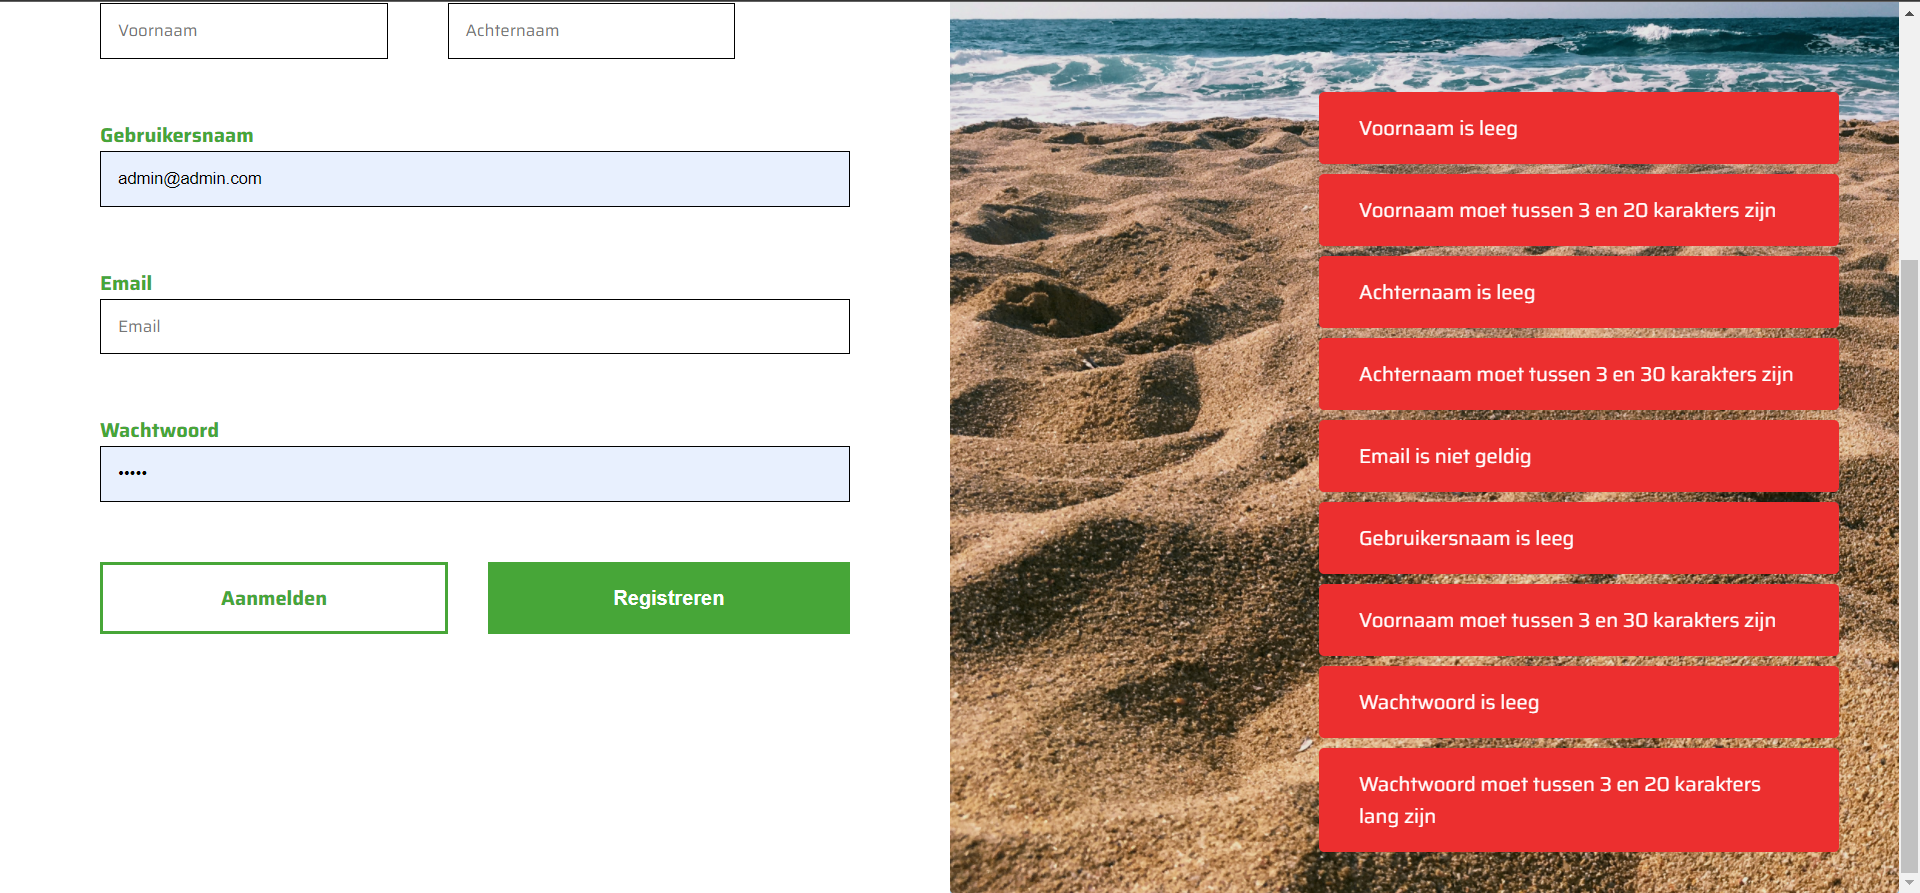 Voornaam
Achternaam
Gebruikersnaam
admin@admin.com
Email
Email
Wachtwoord
•••••
Aanmelden
Registreren
Voornaam is leeg
Voornaam moet tussen 3 en 20 karakters zijn
Achternaam is leeg
Achternaam moet tussen 3 en 30 karakters zijn
Email is niet geldig
Gebruikersnaam is leeg
Voornaam moet tussen 3 en 30 karakters zijn
Wachtwoord is leeg
Wachtwoord moet tussen 3 en 20 karakters
lang zijn